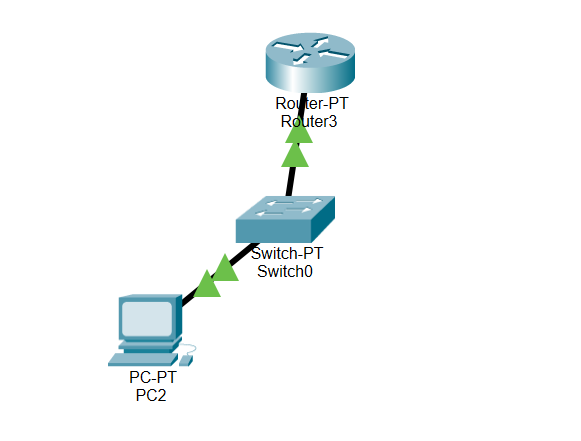 Router-PT
Router3
Switch-PT
Switch0
PC-PT
PC2